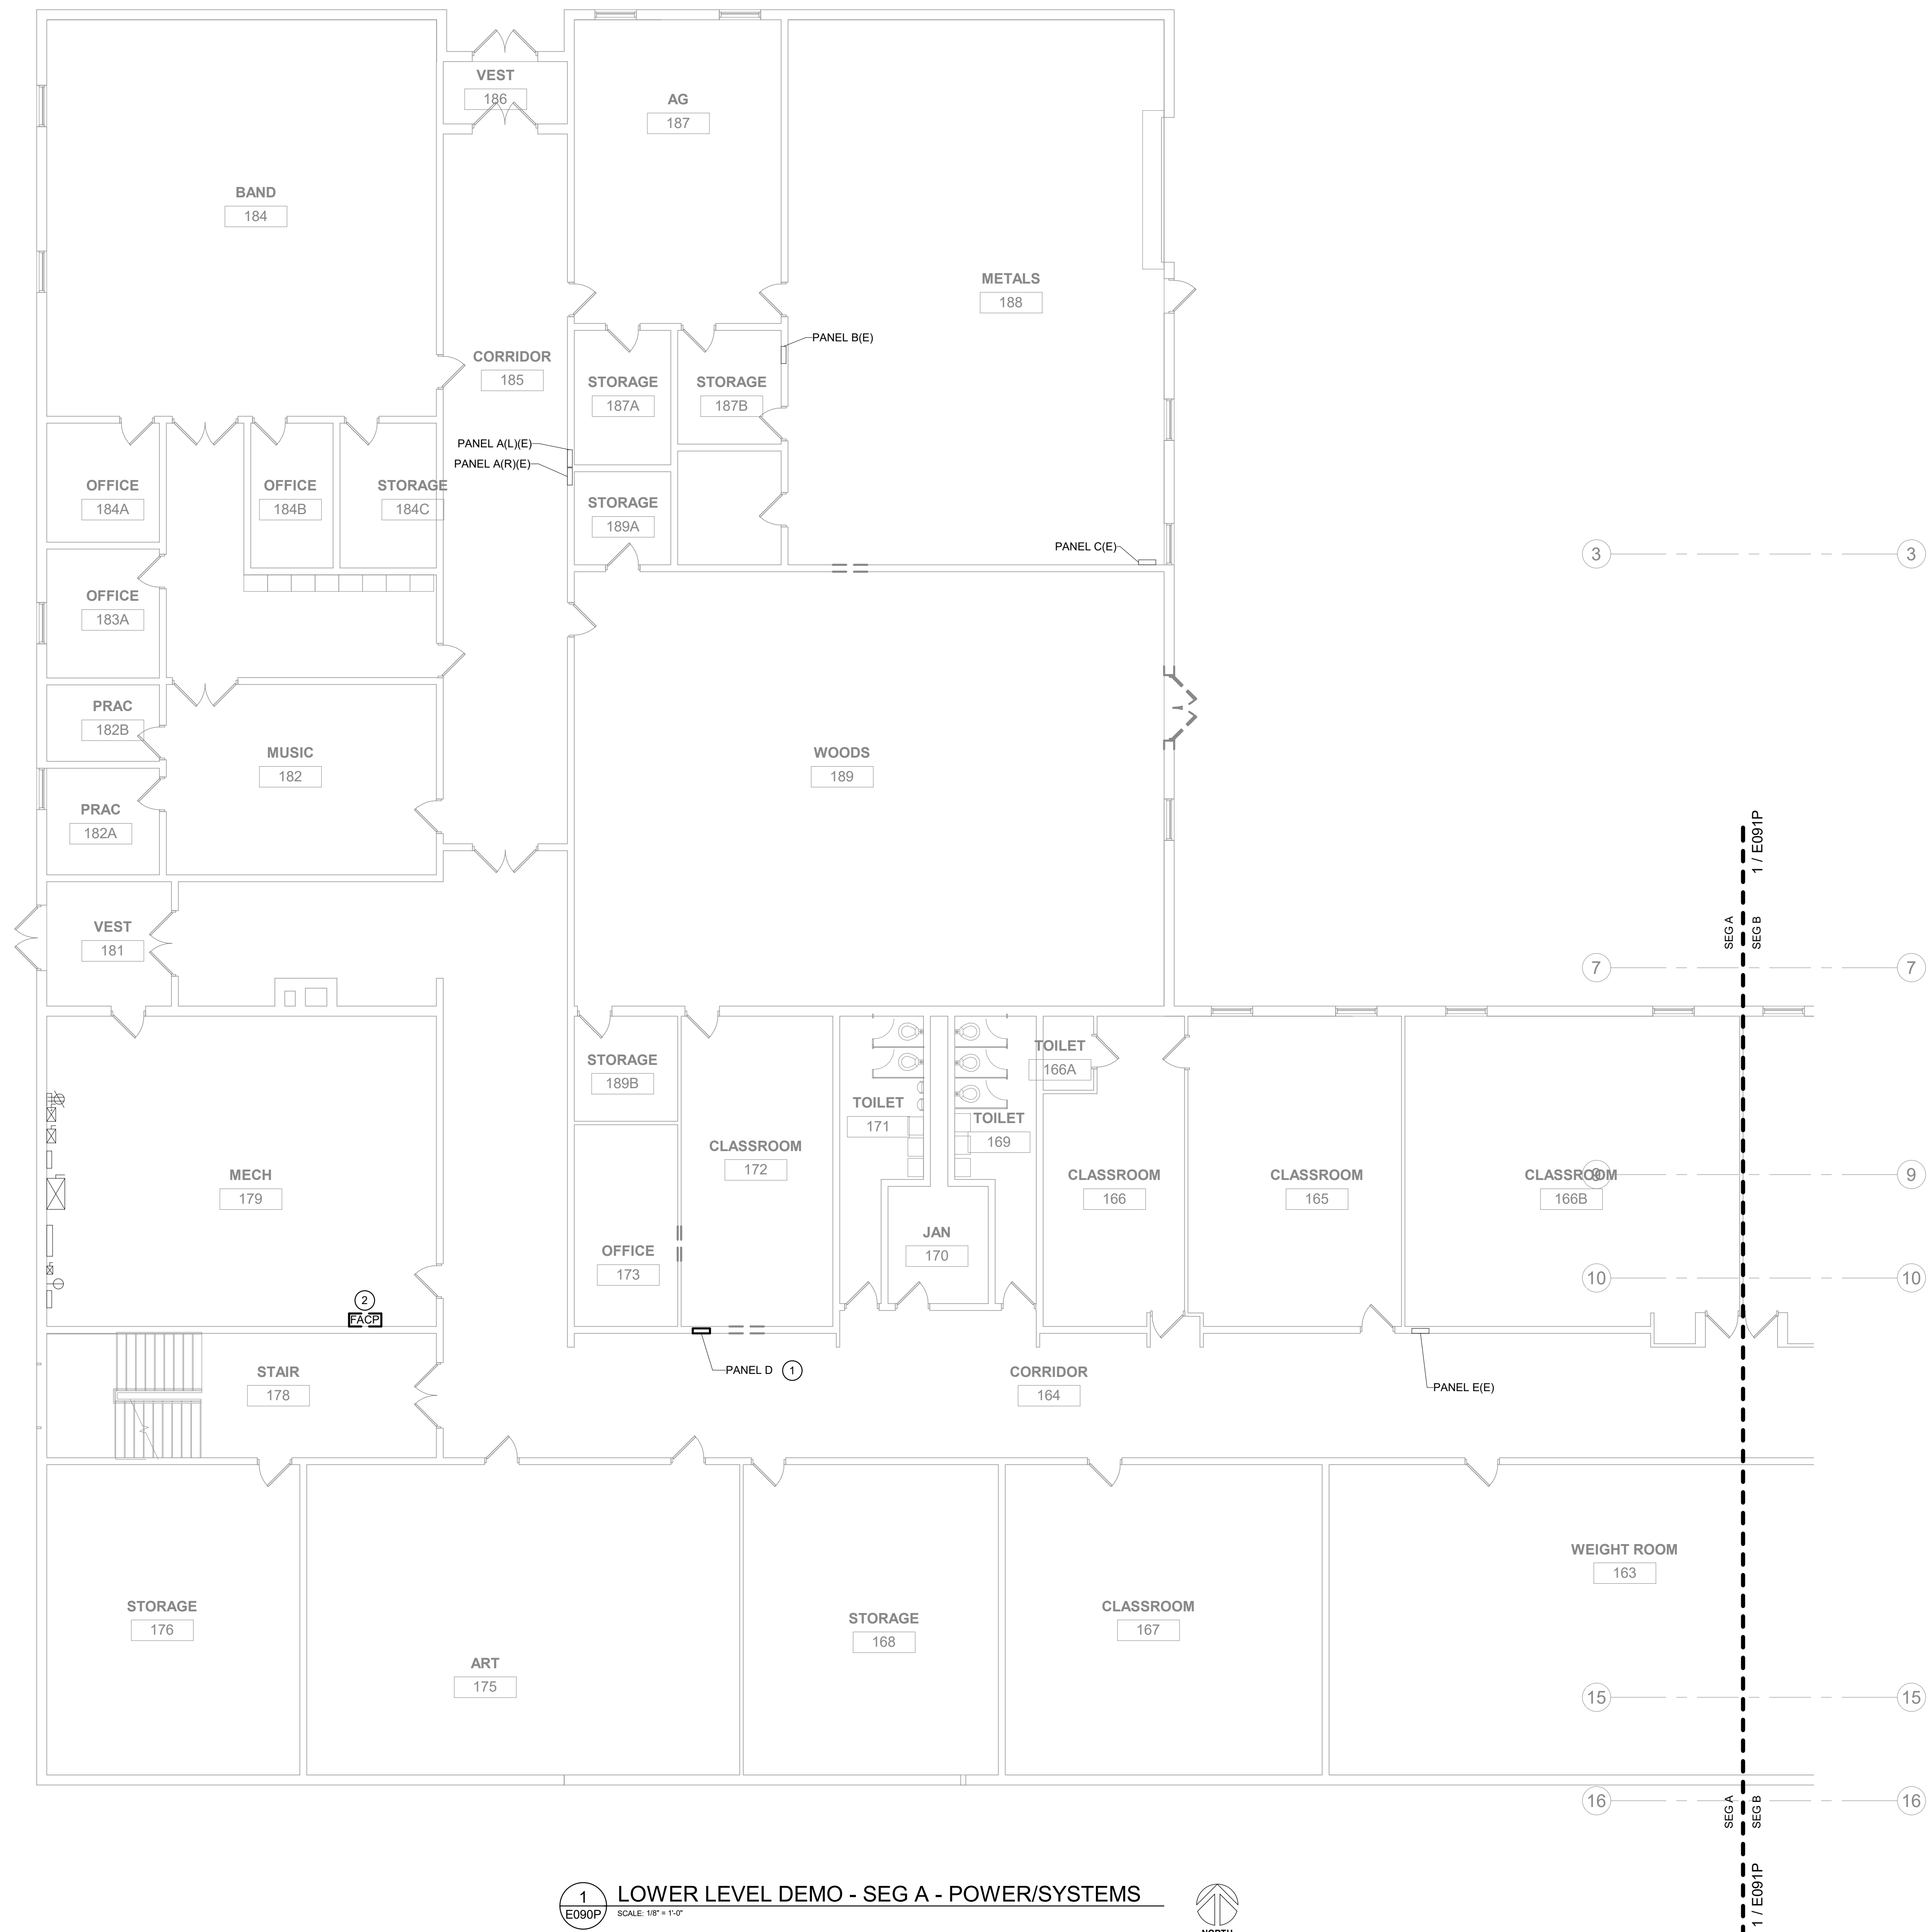 VEST
186
AG
187
BAND
184
METALS
188
PANEL B(E)
CORRIDOR
185
STORAGE
187A
STORAGE
187B
PANEL A(L)(E)
PANEL A(R)(E)
OFFICE
184A
OFFICE
184B
STORAGE
184C
STORAGE
189A
PANEL C(E)
3
3
OFFICE
183A
PRAC
182B
MUSIC
182
WOODS
189
PRAC
182A
1 / E091P
SEG A
SEG B
VEST
181
7
7
STORAGE
189B
TOILET
166A
TOILET
171
TOILET
169
CLASSROOM
172
MECH
179
CLASSROOM
166
CLASSROOM
165
CLASSROOM
166B
9
9
JAN
170
OFFICE
173
10
10
2
FACP
PANEL D
1
STAIR
178
CORRIDOR
164
PANEL E(E)
WEIGHT ROOM
163
STORAGE
176
STORAGE
168
CLASSROOM
167
ART
175
15
15
16
16
SEG A
SEG B
1 / E091P
1
E090P
LOWER LEVEL DEMO - SEG A - POWER/SYSTEMS
SCALE: 1/8" = 1'-0"
NORTH